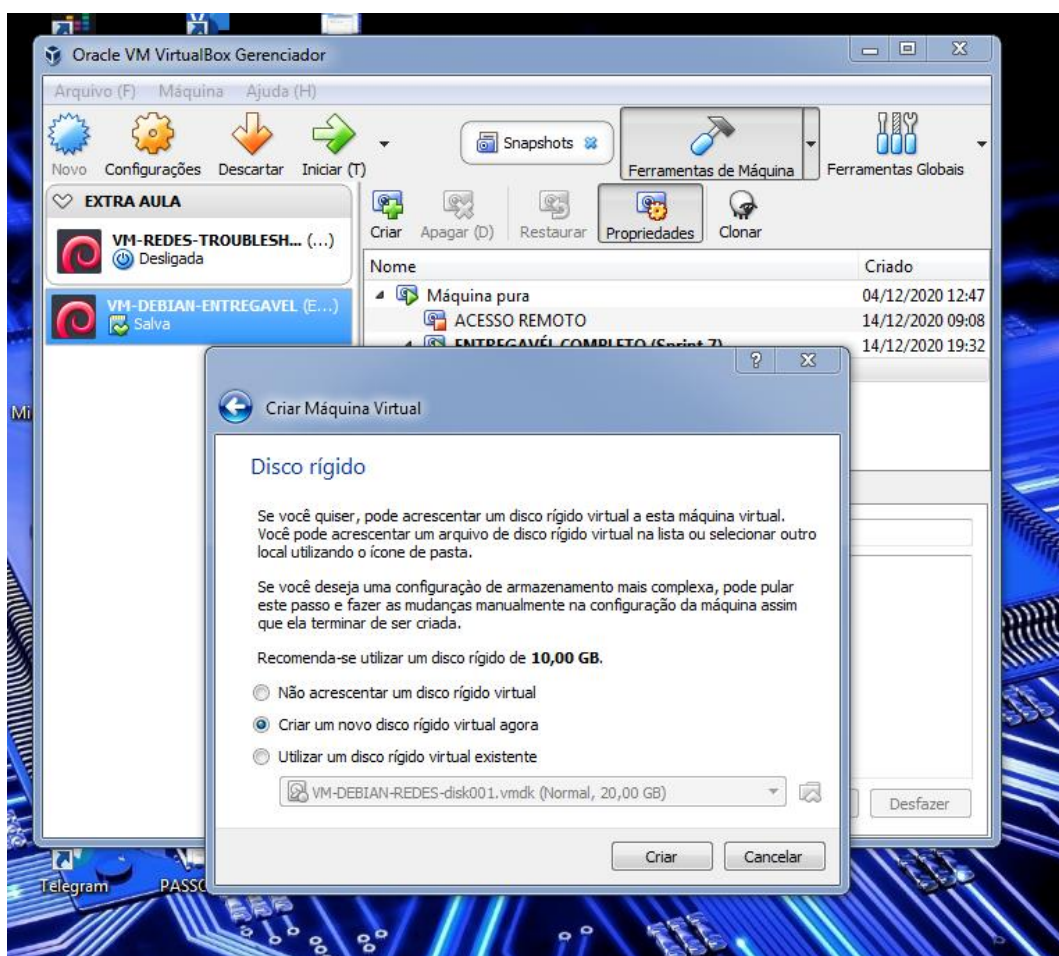 Oracle VM VirtualBox Gerenciador
Arquivo (F) Máquina Ajuda (H)
Novo Configurações Descartar Iniciar (T)
Snapshots
Ferramentas de Máquina
Ferramentas Globais
EXTRA AULA
VM-REDES-TROUBLESH... (...)
Desligada
VM-DEBIAN-ENTREGAVEL (E...)
Salva
Criar Apagar (D) Restaurar Propriedades Clonar
Nome Criado
Máquina pura 04/12/2020 12:47
ACESSO REMOTO 14/12/2020 09:08
ENTREGAVÉL COMPLETO (Sprint 7) 14/12/2020 19:32
Criar Máquina Virtual
Disco rígido
Se você quiser, pode acrescentar um disco rígido virtual a esta máquina virtual.
Você pode acrescentar um arquivo de disco rígido virtual na lista ou selecionar outro
local utilizando o ícone de pasta.
Se você deseja uma configuraçào de armazenamento mais complexa, pode pular
este passo e fazer as mudanças manualmente na configuração da máquina assim
que ela terminar de ser criada.
Recomenda-se utilizar um disco rígido de 10,00 GB.
Não acrescentar um disco rígido virtual
Criar um novo disco rígido virtual agora
Utilizar um disco rígido virtual existente
VM-DEBIAN-REDES-disk001.vmdk (Normal, 20,00 GB)
Desfazer
Criar Cancelar
Mi
Telegram PASSO